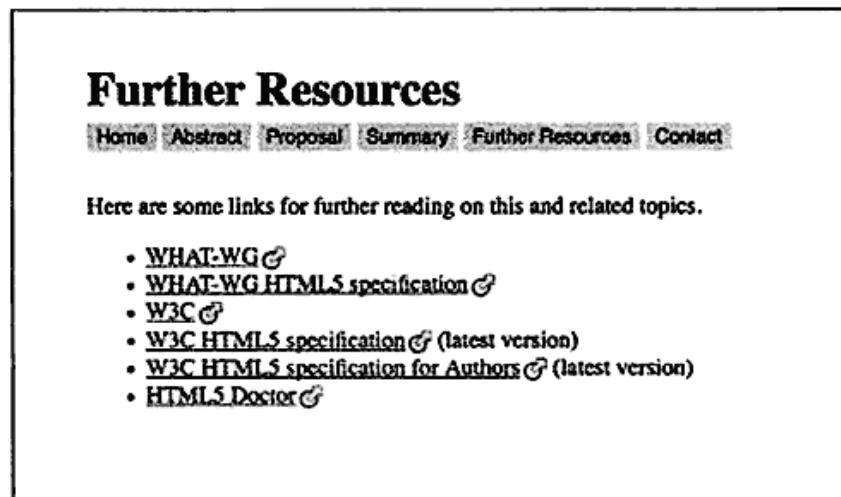 Further Resources
Home Abstract Proposal Summary Further Resources Contact
Here are some links for further reading on this and related topics.
• WHAT-WG
• WHAT-WG HTML5 specification
• W3C
• W3C HTML5 specification (latest version)
• W3C HTML5 specification for Authors (latest version)
• HTML5 Doctor